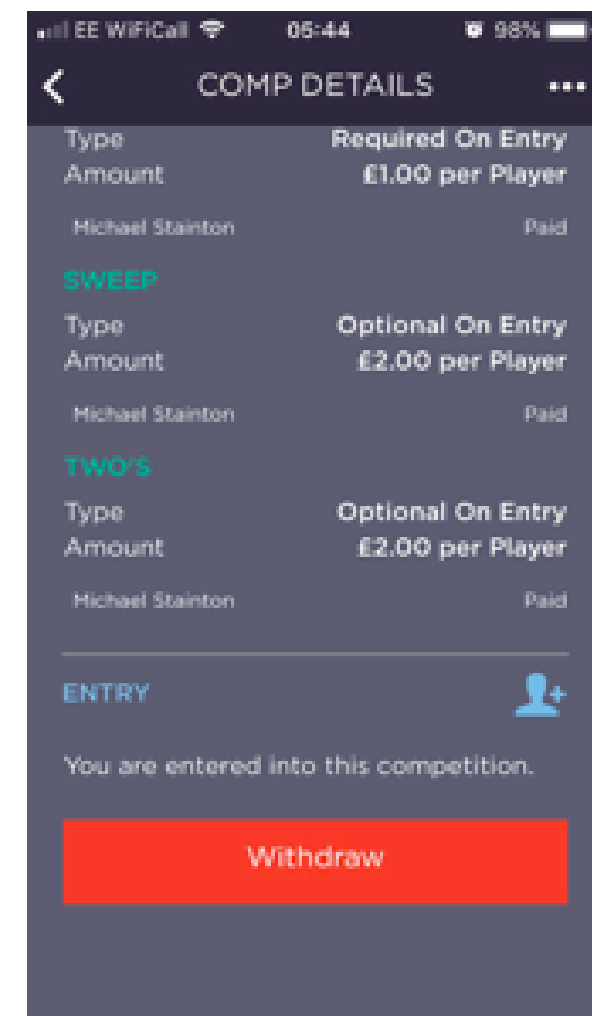 EE WiFiCall 05:44 98%
COMP DETAILS
Type Required On Entry
Amount £1.00 per Player
Michael Stainton Paid
SWEEP
Type Optional On Entry
Amount £2.00 per Player
Michael Stainton Paid
TWO'S
Type Optional On Entry
Amount £2.00 per Player
Michael Stainton Paid
ENTRY
You are entered into this competition.
Withdraw